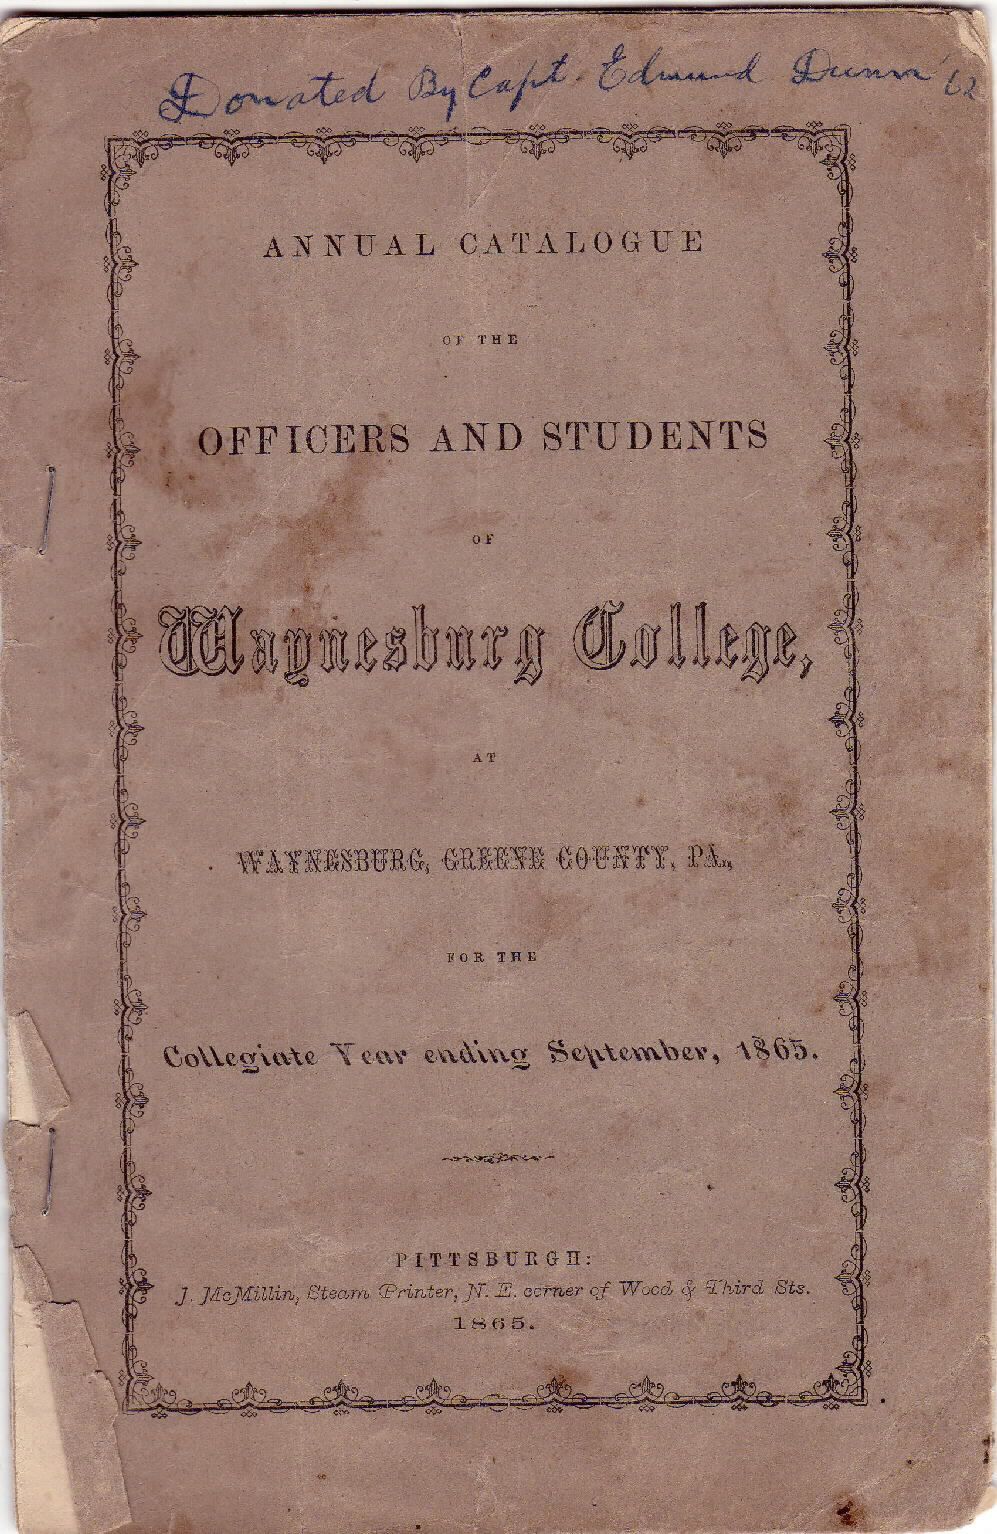 Donated By Capt. Edmund Dunn '62
ANNUAL CATALOGUE
OF THE
OFFICERS AND STUDENTS
OF
Waynesburg College,
AT
WAYNESBURG, GREENE COUNTY, PA.,
FOR THE
Collegiate Year ending September, 1865.
PITTSBURGH:
J. McMillin, Steam Printer, N. E. corner of Wood & Third Sts.
1865.